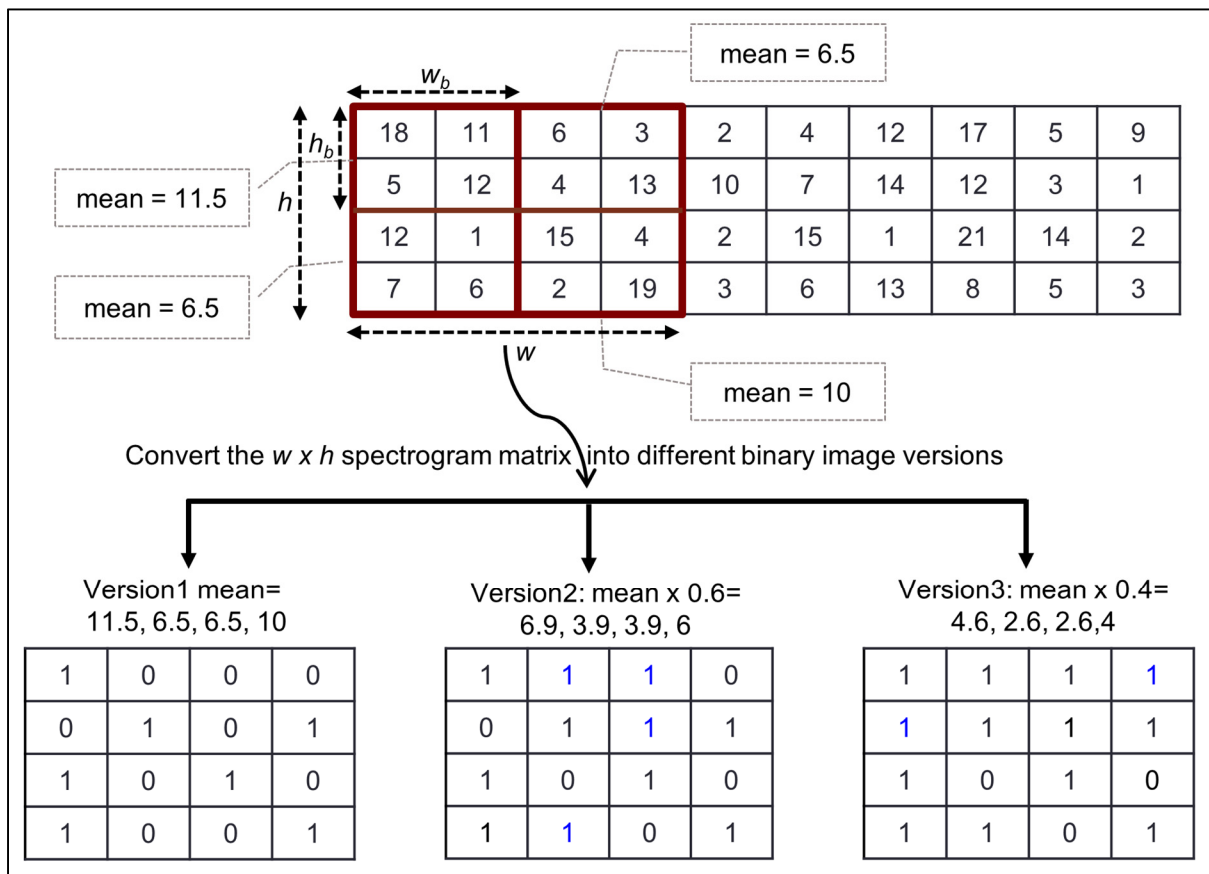 mean = 6.5
w_b
18 11 6 3 2 4 12 17 5 9
h_b
5 12 4 13 10 7 14 12 3 1
mean = 11.5
h
12 1 15 4 2 15 1 21 14 2
7 6 2 19 3 6 13 8 5 3
mean = 6.5
w
mean = 10
Convert the w x h spectrogram matrix into different binary image versions
Version1 mean=
11.5, 6.5, 6.5, 10
1 0 0 0
0 1 0 1
1 0 1 0
1 0 0 1
Version2: mean x 0.6=
6.9, 3.9, 3.9, 6
1 1 1 0
0 1 1 1
1 0 1 0
1 1 0 1
Version3: mean x 0.4=
4.6, 2.6, 2.6,4
1 1 1 1
1 1 1 1
1 0 1 0
1 1 0 1